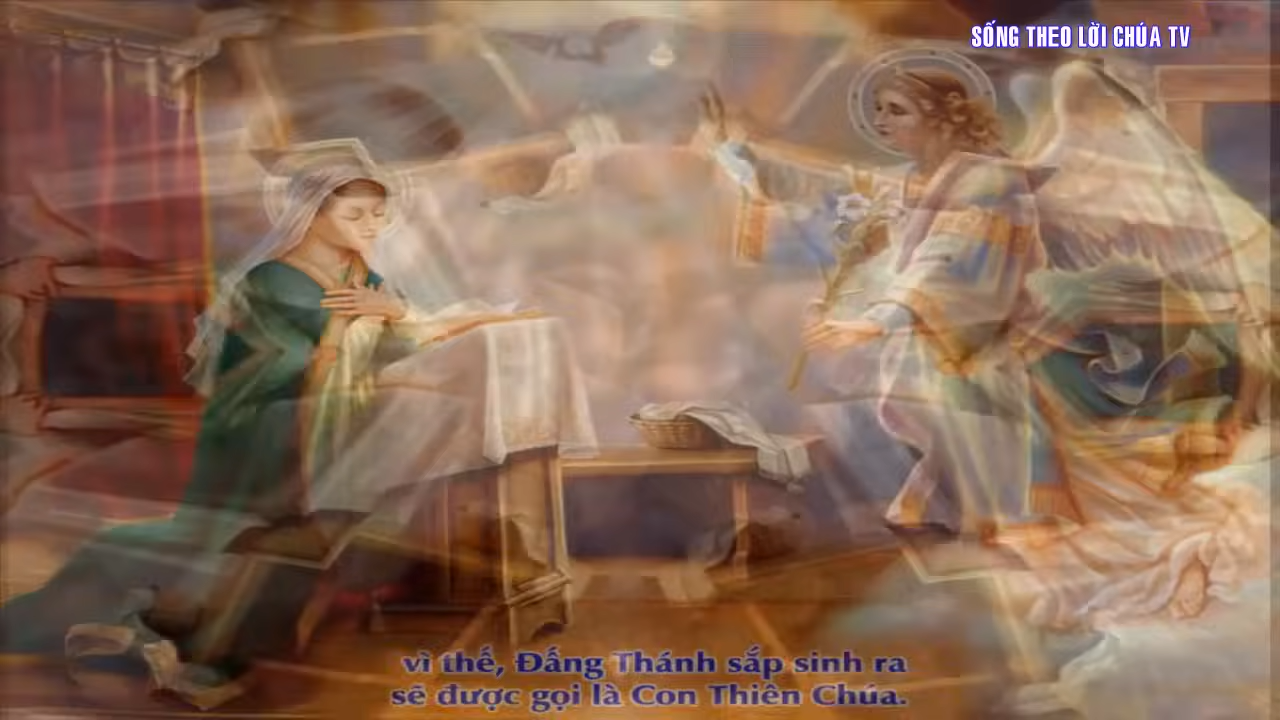 SỐNG THEO LỜI CHÚA TV
vì thế, Đấng Thánh sắp sinh ra
sẽ được gọi là Con Thiên Chúa.